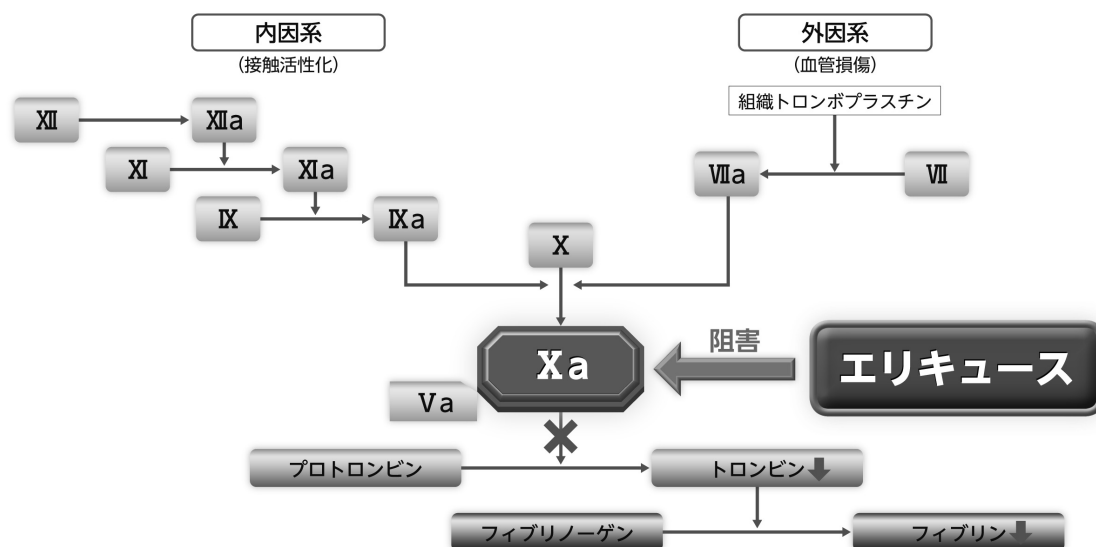 内因系
(接触活性化)
外因系
(血管損傷)
組織トロンボプラスチン
Ⅻ
Ⅻa
Ⅺ
Ⅺa
Ⅶa
Ⅶ
Ⅸ
Ⅸa
Ⅹ
Ⅹa
阻害
エリキュース
Ⅴa
プロトロンビン
トロンビン
フィブリノーゲン
フィブリン